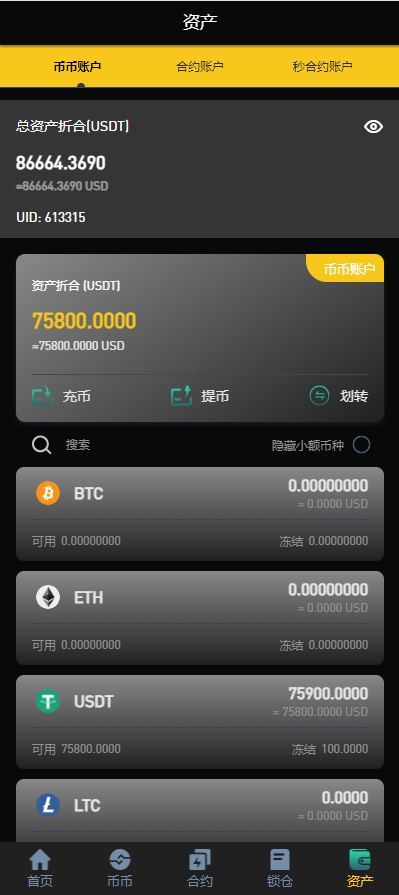 资产
币币账户 合约账户 秒合约账户
总资产折合(USDT)
86664.3690
≈86664.3690 USD
UID: 613315
币币账户
资产折合 (USDT)
75800.0000
≈75800.0000 USD
充币 提币 划转
搜索 隐藏小额币种
BTC 0.00000000
≈ 0.0000 USD
可用 0.00000000 冻结 0.00000000
ETH 0.00000000
≈ 0.0000 USD
可用 0.00000000 冻结 0.00000000
USDT 75900.0000
≈ 75800.0000 USD
可用 75800.0000 冻结 100.0000
LTC 0.0000
≈ 0.0000 USD
首页 币币 合约 锁仓 资产